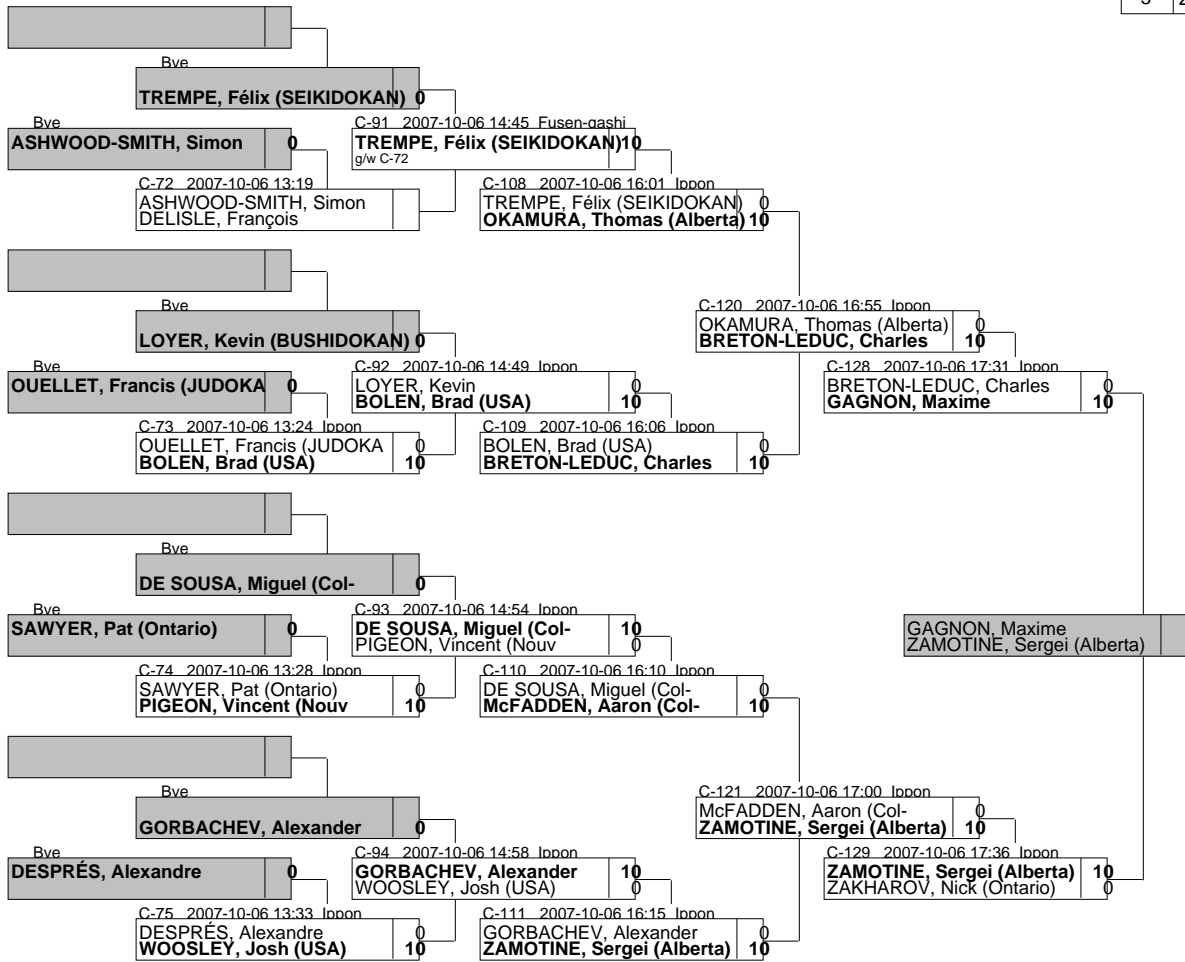 Bye
TREMPE, Félix (SEIKIDOKAN) 0
Bye
ASHWOOD-SMITH, Simon 0
C-91 2007-10-06 14:45 Fusen-gashi
TREMPE, Félix (SEIKIDOKAN) 10
g/w C-72
C-72 2007-10-06 13:19
ASHWOOD-SMITH, Simon
DELISLE, François
C-108 2007-10-06 16:01 Ippon
TREMPE, Félix (SEIKIDOKAN) 0
OKAMURA, Thomas (Alberta) 10
Bye
LOYER, Kevin (BUSHIDOKAN) 0
C-120 2007-10-06 16:55 Ippon
OKAMURA, Thomas (Alberta) 0
BRETON-LEDUC, Charles 10
Bye
OUELLET, Francis (JUDOKA 0
C-92 2007-10-06 14:49 Ippon
LOYER, Kevin 0
BOLEN, Brad (USA) 10
C-128 2007-10-06 17:31 Ippon
BRETON-LEDUC, Charles 0
GAGNON, Maxime 10
C-73 2007-10-06 13:24 Ippon
OUELLET, Francis (JUDOKA 0
BOLEN, Brad (USA) 10
C-109 2007-10-06 16:06 Ippon
BOLEN, Brad (USA) 0
BRETON-LEDUC, Charles 10
Bye
DE SOUSA, Miguel (Col- 0
Bye
SAWYER, Pat (Ontario) 0
C-93 2007-10-06 14:54 Ippon
DE SOUSA, Miguel (Col- 10
PIGEON, Vincent (Nouv 0
GAGNON, Maxime
ZAMOTINE, Sergei (Alberta)
C-74 2007-10-06 13:28 Ippon
SAWYER, Pat (Ontario) 0
PIGEON, Vincent (Nouv 10
C-110 2007-10-06 16:10 Ippon
DE SOUSA, Miguel (Col- 0
McFADDEN, Aaron (Col- 10
Bye
GORBACHEV, Alexander 0
C-121 2007-10-06 17:00 Ippon
McFADDEN, Aaron (Col- 0
ZAMOTINE, Sergei (Alberta) 10
Bye
DESPRÉS, Alexandre 0
C-94 2007-10-06 14:58 Ippon
GORBACHEV, Alexander 10
WOOSLEY, Josh (USA) 0
C-129 2007-10-06 17:36 Ippon
ZAMOTINE, Sergei (Alberta) 10
ZAKHAROV, Nick (Ontario) 0
C-75 2007-10-06 13:33 Ippon
DESPRÉS, Alexandre 0
WOOSLEY, Josh (USA) 10
C-111 2007-10-06 16:15 Ippon
GORBACHEV, Alexander 0
ZAMOTINE, Sergei (Alberta) 10